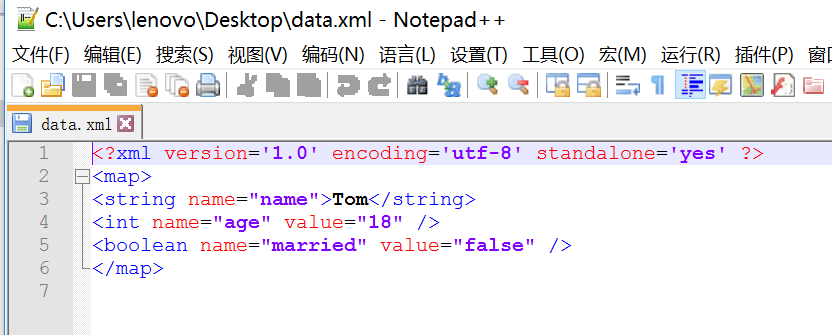 C:\Users\lenovo\Desktop\data.xml - Notepad++
文件(F) 编辑(E) 搜索(S) 视图(V) 编码(N) 语言(L) 设置(T) 工具(O) 宏(M) 运行(R) 插件(P) 窗
data.xml
1 <?xml version='1.0' encoding='utf-8' standalone='yes' ?>
2 <map>
3 <string name="name">Tom</string>
4 <int name="age" value="18" />
5 <boolean name="married" value="false" />
6 </map>
7